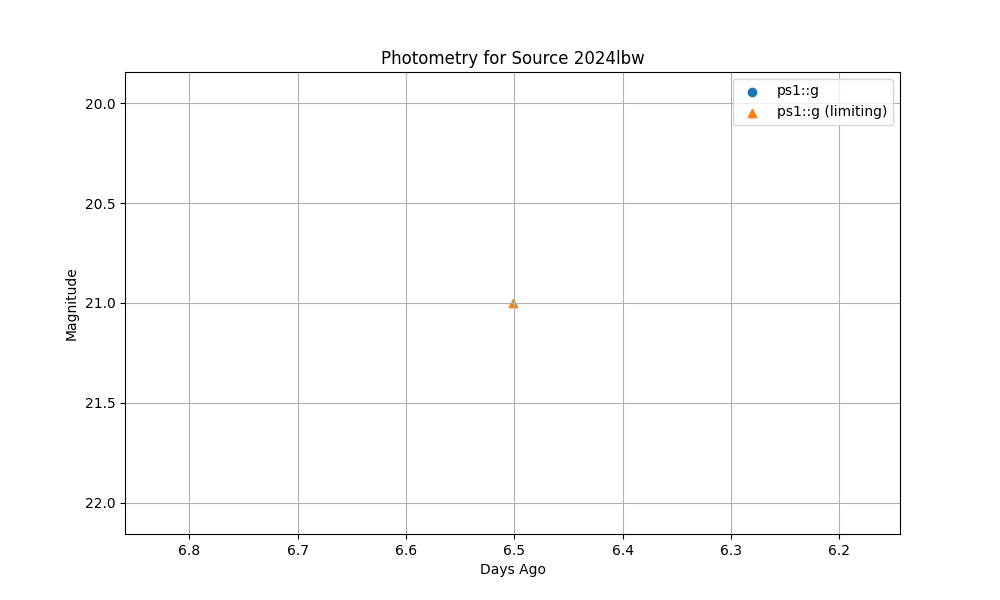 Photometry for Source 2024lbw
ps1::g
ps1::g (limiting)
20.0
20.5
21.0
21.5
22.0
Magnitude
6.8 6.7 6.6 6.5 6.4 6.3 6.2
Days Ago